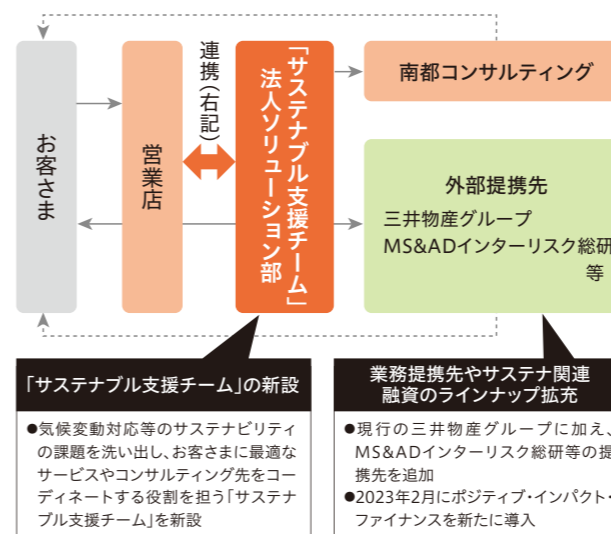 お客さま
営業店
連携(右記)
法人ソリューション部
「サステナブル支援チーム」
南都コンサルティング
外部提携先
三井物産グループ
MS&ADインターリスク総研
等
「サステナブル支援チーム」の新設
●気候変動対応等のサステナビリティ
の課題を洗い出し、お客さまに最適な
サービスやコンサルティング先をコー
ディネートする役割を担う「サステナ
ブル支援チーム」を新設
業務提携先やサステナ関連
融資のラインナップ拡充
●現行の三井物産グループに加え、
MS&ADインターリスク総研等の提
携先を追加
●2023年2月にポジティブ・インパクト・
ファイナンスを新たに導入